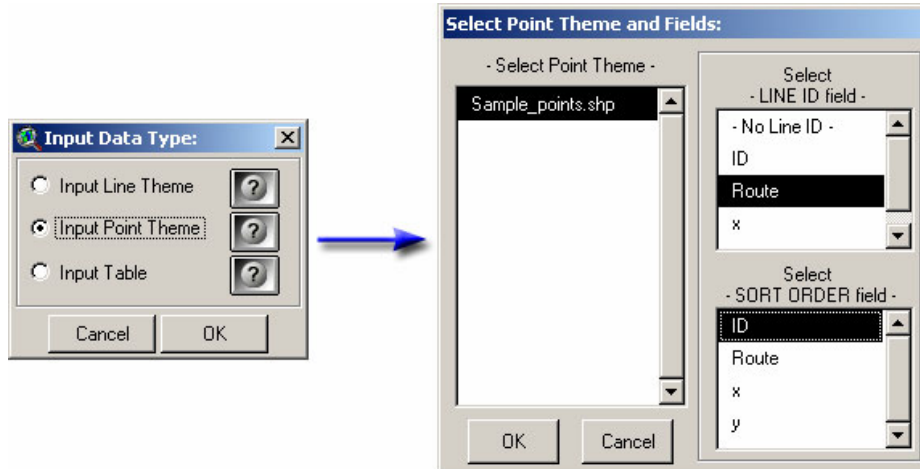 Input Data Type:
Input Line Theme
?
Input Point Theme
?
Input Table
?
Cancel
OK
Select Point Theme and Fields:
- Select Point Theme -
Sample_points.shp
OK
Cancel
Select
- LINE ID field -
- No Line ID -
ID
Route
x
Select
- SORT ORDER field -
ID
Route
x
y